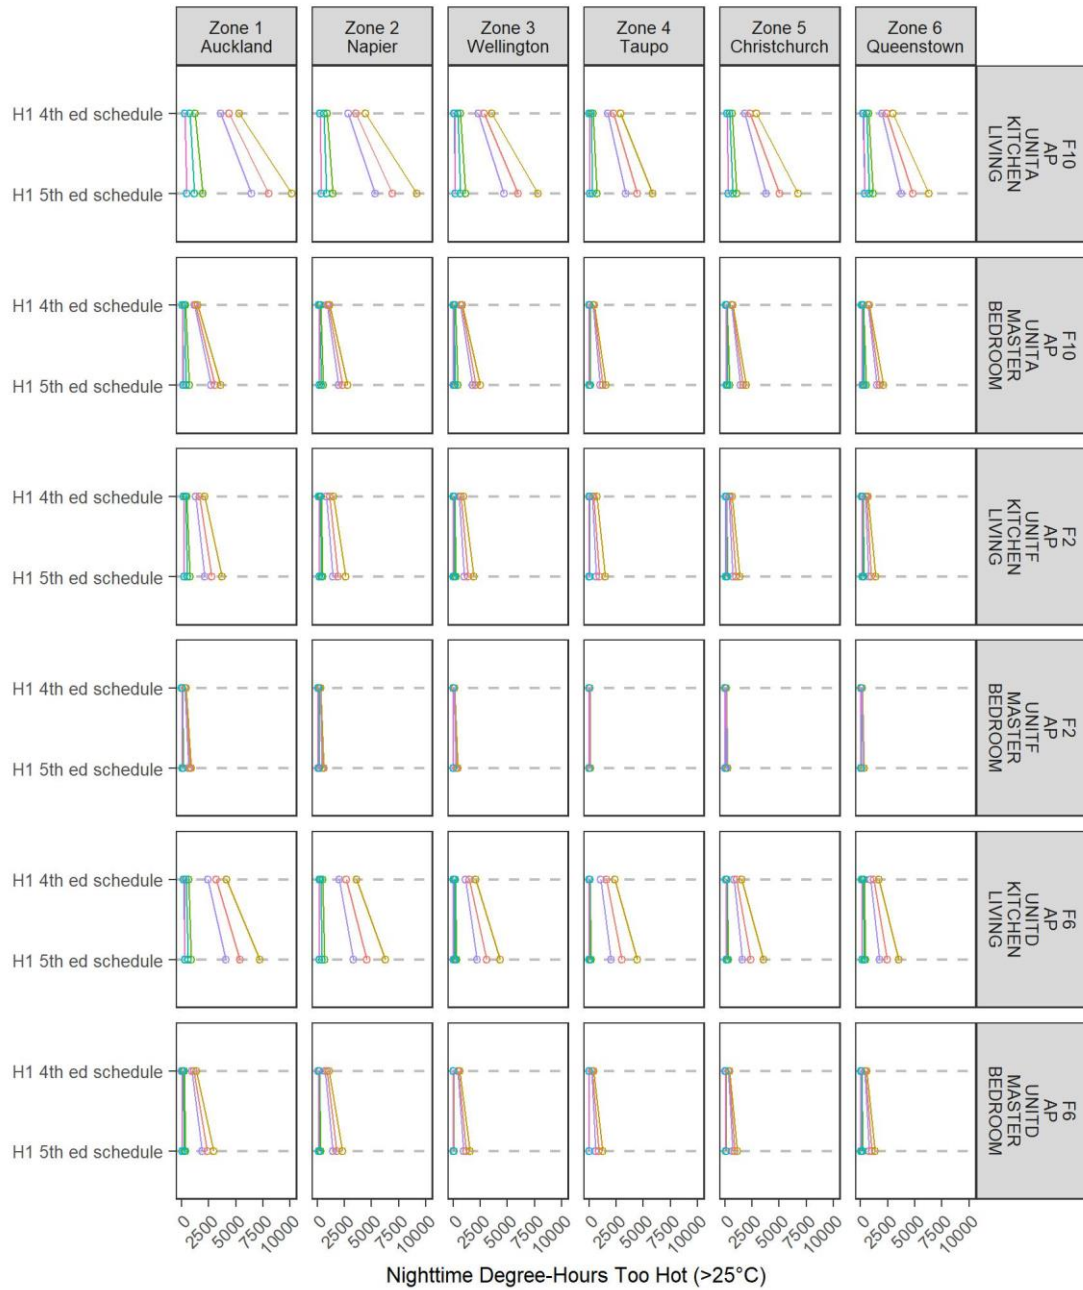 Zone 1
Auckland
Zone 2
Napier
Zone 3
Wellington
Zone 4
Taupo
Zone 5
Christchurch
Zone 6
Queenstown
H1 4th ed schedule
H1 5th ed schedule
F10
AP
UNITA
KITCHEN
LIVING
H1 4th ed schedule
H1 5th ed schedule
F10
AP
UNITA
MASTER
BEDROOM
H1 4th ed schedule
H1 5th ed schedule
F2
AP
UNITF
KITCHEN
LIVING
H1 4th ed schedule
H1 5th ed schedule
F2
AP
UNITF
MASTER
BEDROOM
H1 4th ed schedule
H1 5th ed schedule
F6
AP
UNITD
KITCHEN
LIVING
H1 4th ed schedule
H1 5th ed schedule
F6
AP
UNITD
MASTER
BEDROOM
0 2500 5000 7500 10000 0 2500 5000 7500 10000 0 2500 5000 7500 10000 0 2500 5000 7500 10000 0 2500 5000 7500 10000 0 2500 5000 7500 10000
Nighttime Degree-Hours Too Hot (>25°C)